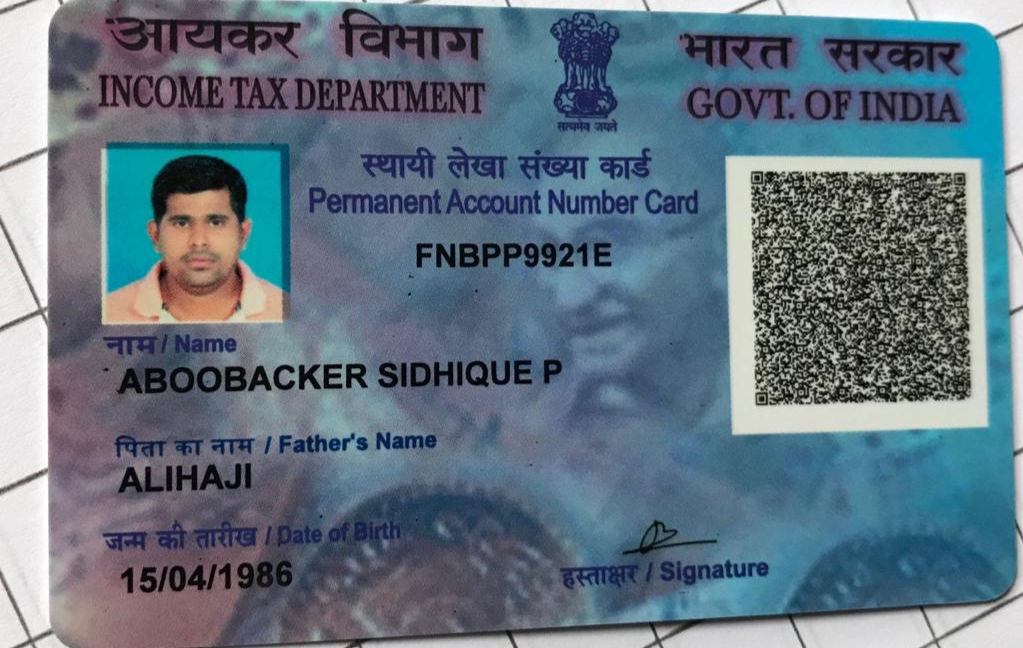 आयकर विभाग
INCOME TAX DEPARTMENT
सत्यमेव जयते
भारत सरकार
GOVT. OF INDIA
स्थायी लेखा संख्या कार्ड
Permanent Account Number Card
FNBPP9921E
नाम / Name
ABOOBACKER SIDHIQUE P
पिता का नाम / Father's Name
ALIHAJI
जन्म की तारीख / Date of Birth
15/04/1986
हस्ताक्षर / Signature